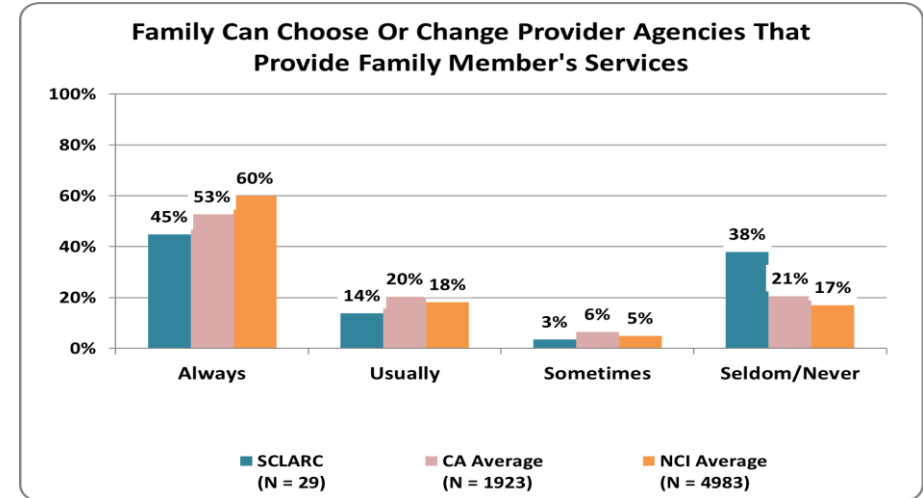 Family Can Choose Or Change Provider Agencies That
Provide Family Member's Services
100%
80%
60%
40%
20%
0%
45%
53%
60%
14%
20%
18%
3%
6%
5%
38%
21%
17%
Always
Usually
Sometimes
Seldom/Never
SCLARC
(N = 29)
CA Average
(N = 1923)
NCI Average
(N = 4983)